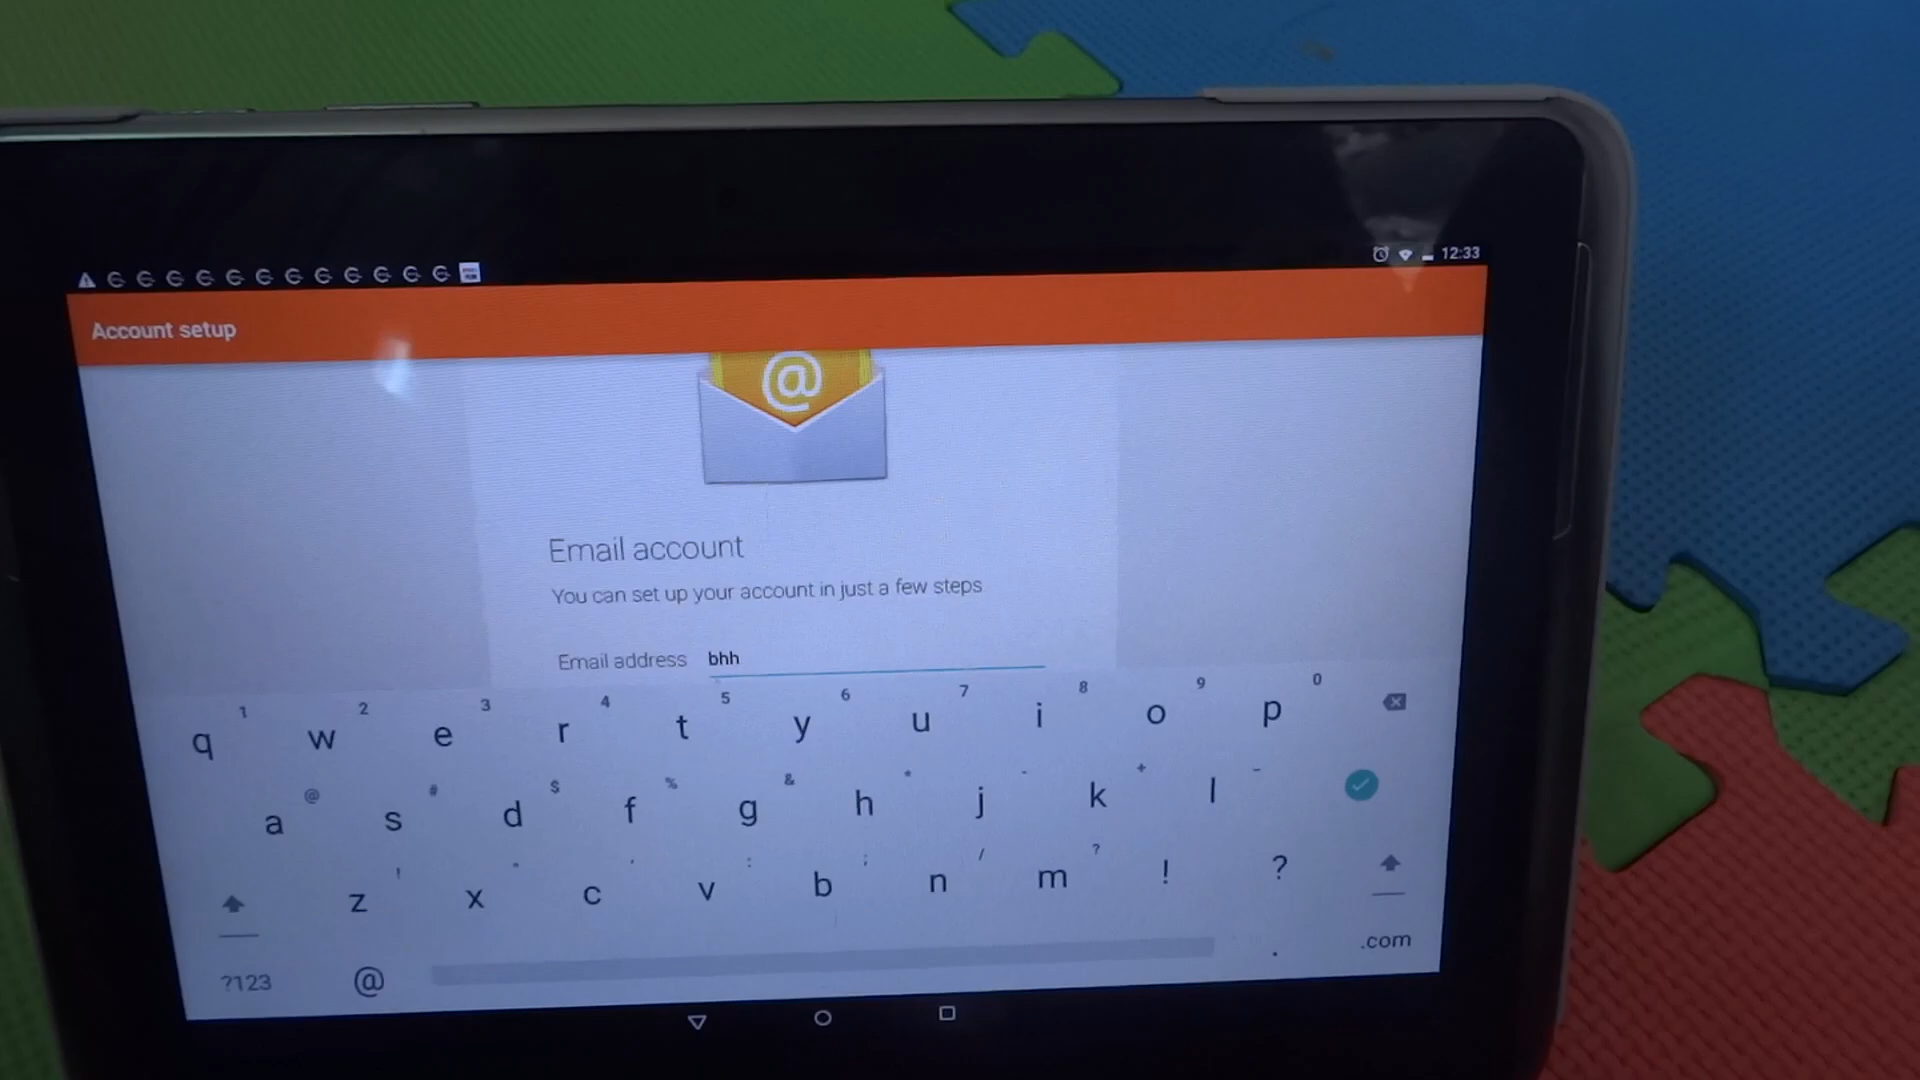 12:33
Account setup
@
Email account
You can set up your account in just a few steps
Email address bhh
1 2 3 4 5 6 7 8 9 0
q w e r t y u i o p
@ # $ % & * - + -
a s d f g h j k l
! " ' : ; / ?
z x c v b n m ! ?
?123 @ . .com